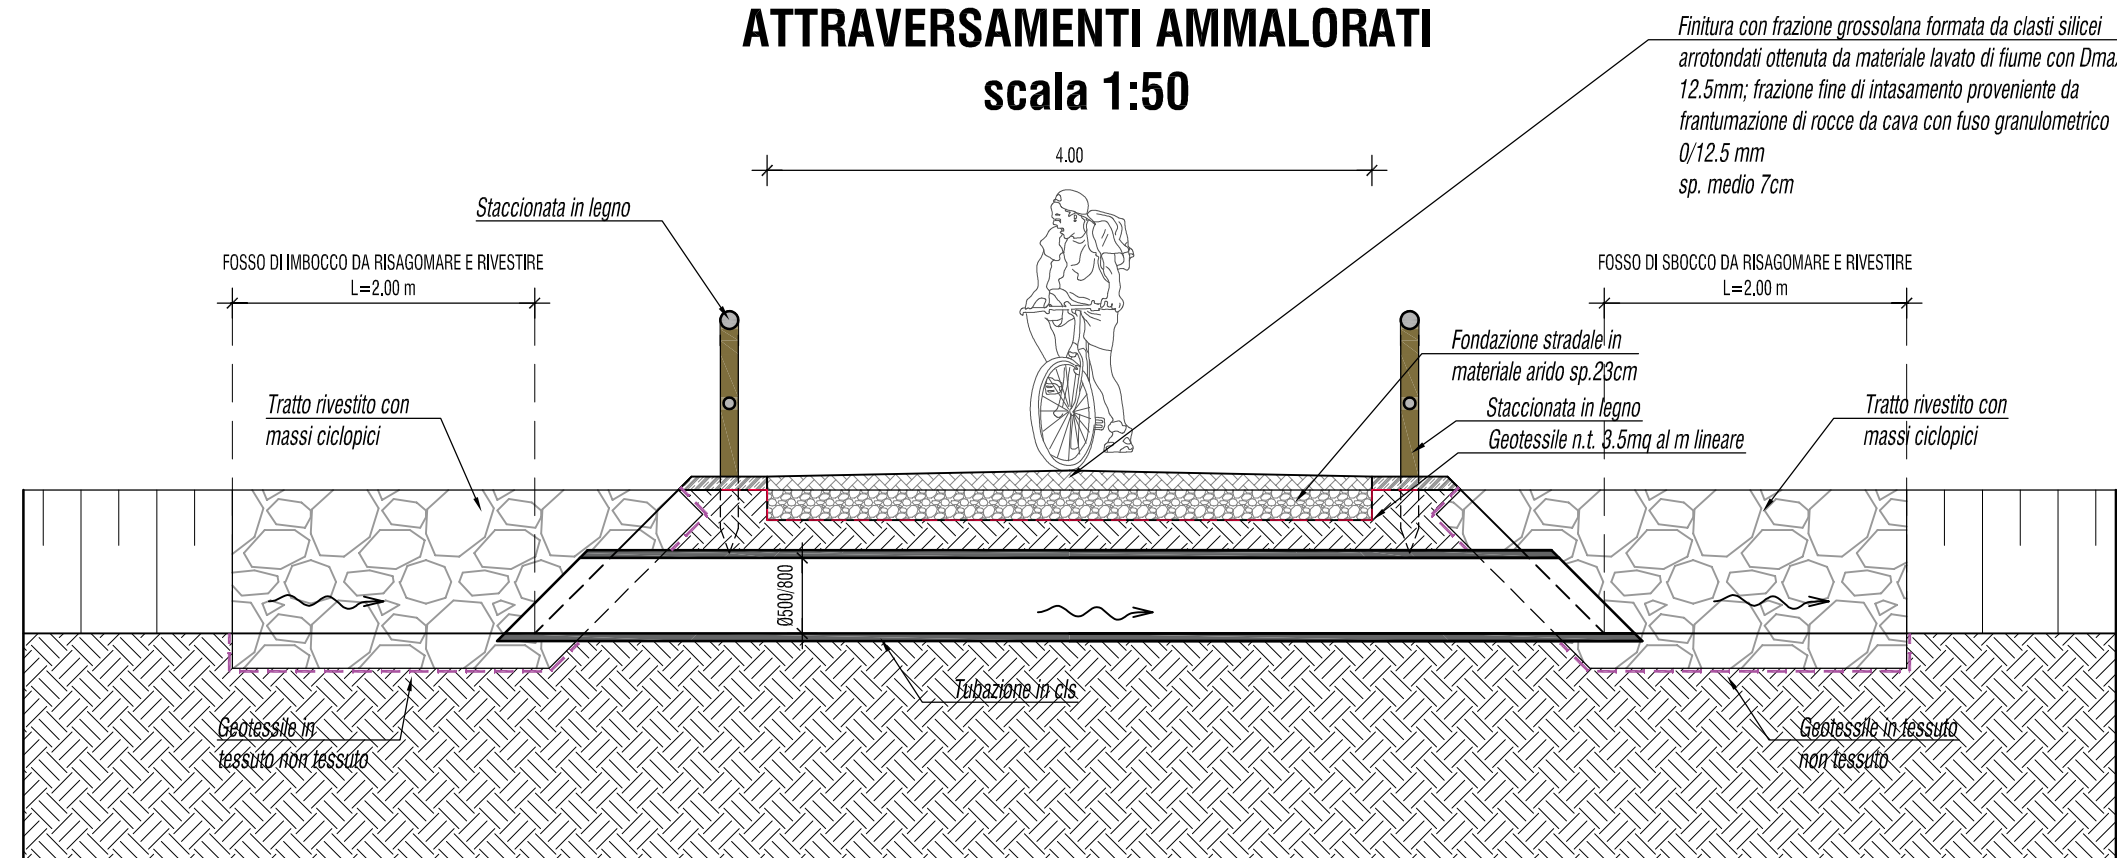 ATTRAVERSAMENTI AMMALORATI
scala 1:50
Finitura con frazione grossolana formata da clasti silicei
arrotondati ottenuta da materiale lavato di fiume con Dmax
12.5mm; frazione fine di intasamento proveniente da
frantumazione di rocce da cava con fuso granulometrico
0/12.5 mm
sp. medio 7cm
4.00
Staccionata in legno
FOSSO DI IMBOCCO DA RISAGOMARE E RIVESTIRE
L=2.00 m
FOSSO DI SBOCCO DA RISAGOMARE E RIVESTIRE
L=2.00 m
Fondazione stradale in
materiale arido sp.23cm
Tratto rivestito con
massi ciclopici
Staccionata in legno
Geotessile n.t. 3.5mq al m lineare
Tratto rivestito con
massi ciclopici
Ø500/800
Tubazione in cls
Geotessile in
tessuto non tessuto
Geotessile in tessuto
non tessuto